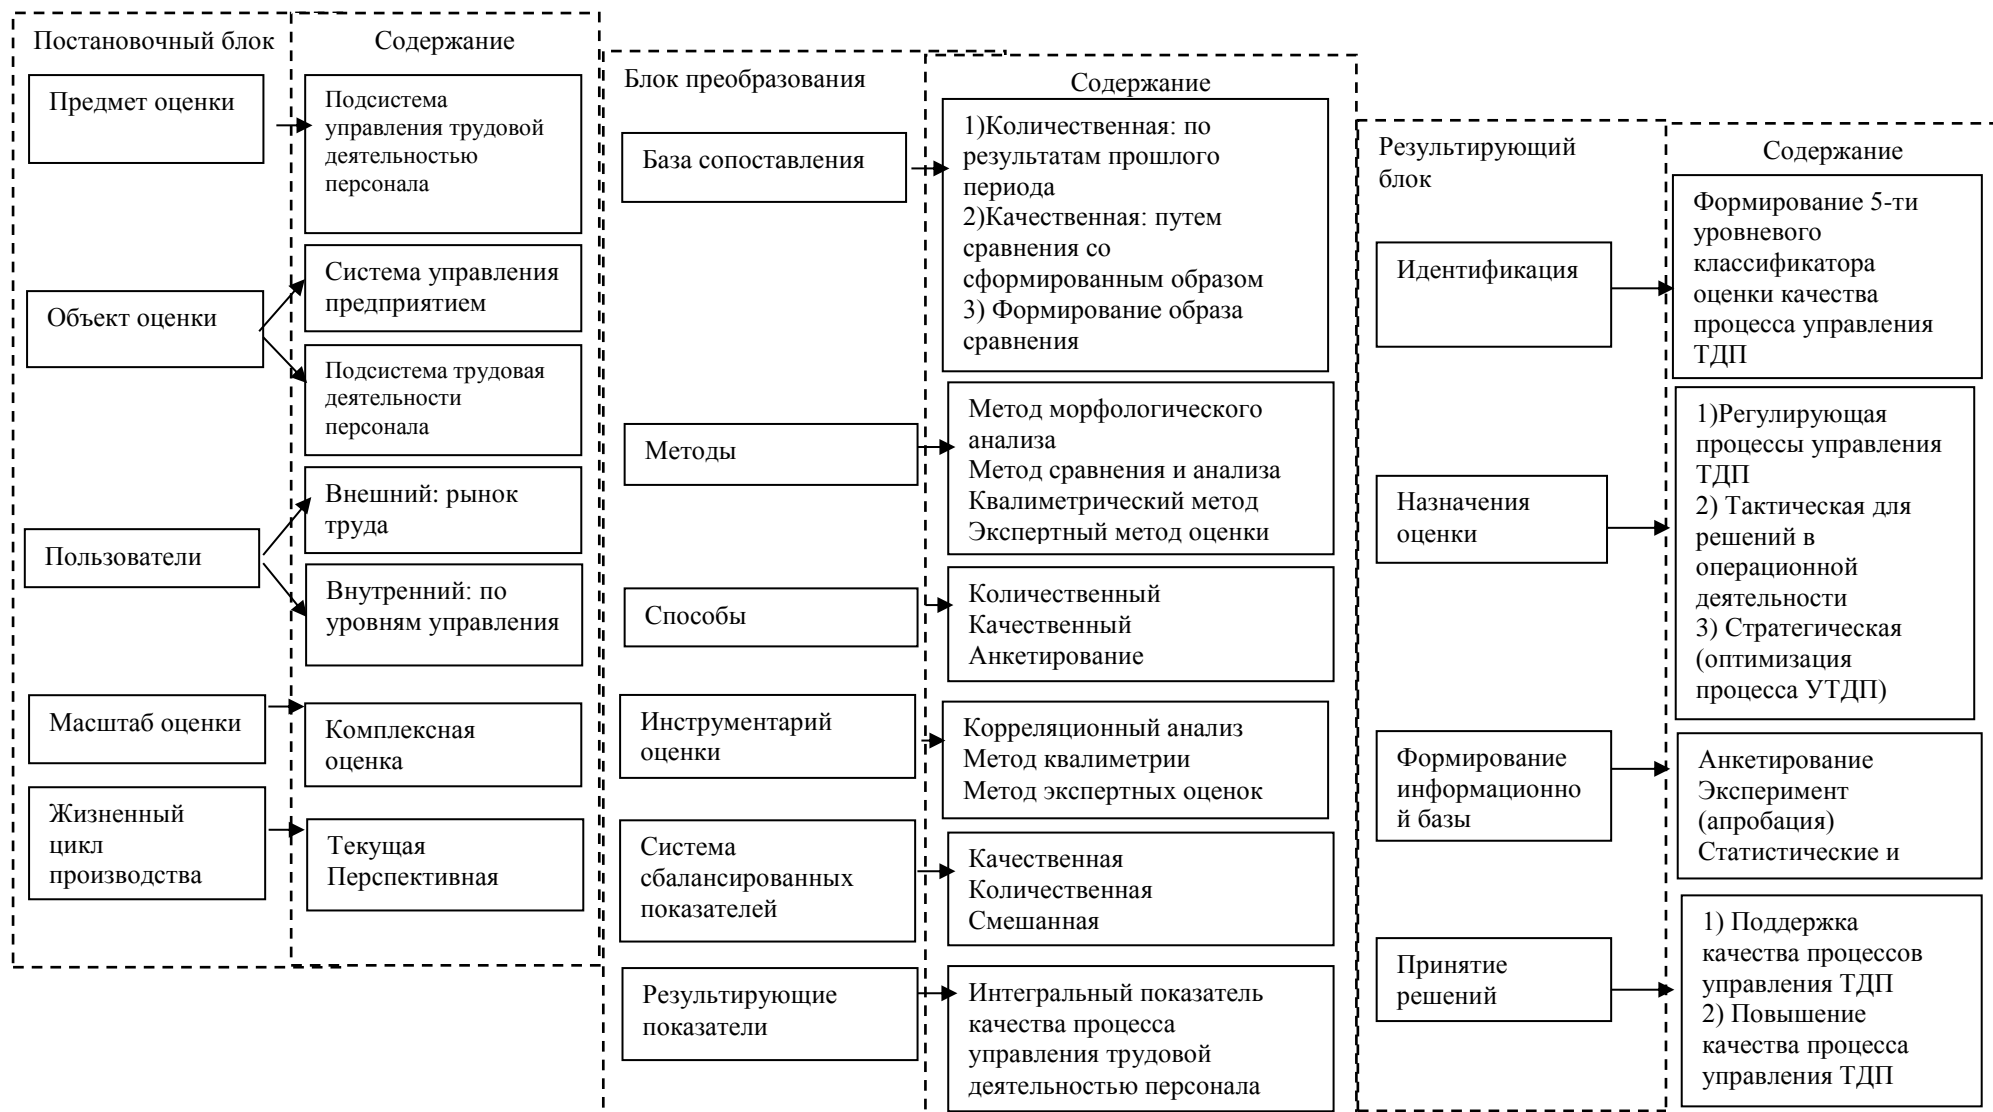 Постановочный блок
Содержание
Предмет оценки
Подсистема
управления трудовой
деятельностью
персонала
Объект оценки
Система управления
предприятием
Подсистема трудовая
деятельности
персонала
Пользователи
Внешний: рынок
труда
Внутренний: по
уровням управления
Масштаб оценки
Комплексная
оценка
Жизненный
цикл
производства
Текущая
Перспективная
Блок преобразования
Содержание
База сопоставления
1)Количественная: по
результатам прошлого
периода
2)Качественная: путем
сравнения со
сформированным образом
3) Формирование образа
сравнения
Методы
Метод морфологического
анализа
Метод сравнения и анализа
Квалиметрический метод
Экспертный метод оценки
Способы
Количественный
Качественный
Анкетирование
Инструментарий
оценки
Корреляционный анализ
Метод квалиметрии
Метод экспертных оценок
Система
сбалансированных
показателей
Качественная
Количественная
Смешанная
Результирующие
показатели
Интегральный показатель
качества процесса
управления трудовой
деятельностью персонала
Результирующий
блок
Содержание
Идентификация
Формирование 5-ти
уровневого
классификатора
оценки качества
процесса управления
ТДП
Назначения
оценки
1)Регулирующая
процессы управления
ТДП
2) Тактическая для
решений в
операционной
деятельности
3) Стратегическая
(оптимизация
процесса УТДП)
Формирование
информационно
й базы
Анкетирование
Эксперимент
(апробация)
Статистические и
Принятие
решений
1) Поддержка
качества процессов
управления ТДП
2) Повышение
качества процесса
управления ТДП